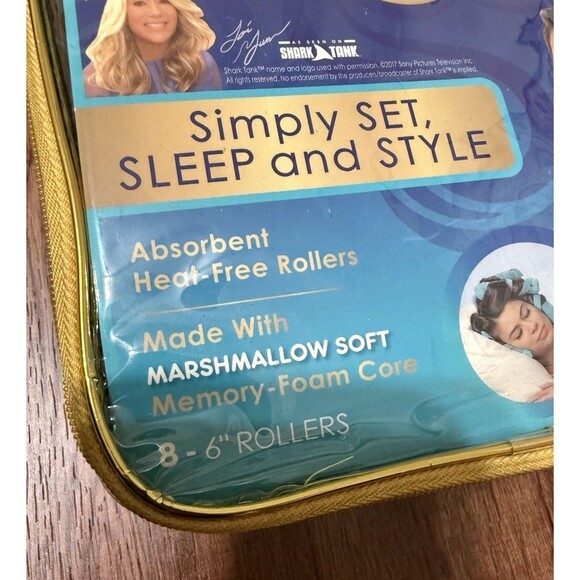 Lori Greiner
AS SEEN ON
SHARK TANK
Shark Tank™ name and logo used with permission. ©2017 Sony Pictures Television Inc.
All rights reserved. No endorsement by the producer/broadcaster of Shark Tank™ is implied.
Simply SET,
SLEEP and STYLE
Absorbent
Heat-Free Rollers
Made With
MARSHMALLOW SOFT
Memory-Foam Core
8 - 6" ROLLERS